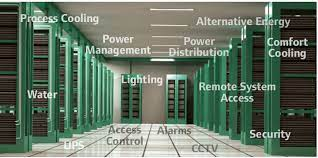 Process Cooling
Alternative Energy
Power
Management
Power
Distribution
Comfort
Cooling
Lighting
Water
Remote System
Access
Access
Control
Alarms
Security
UPS
CCTV